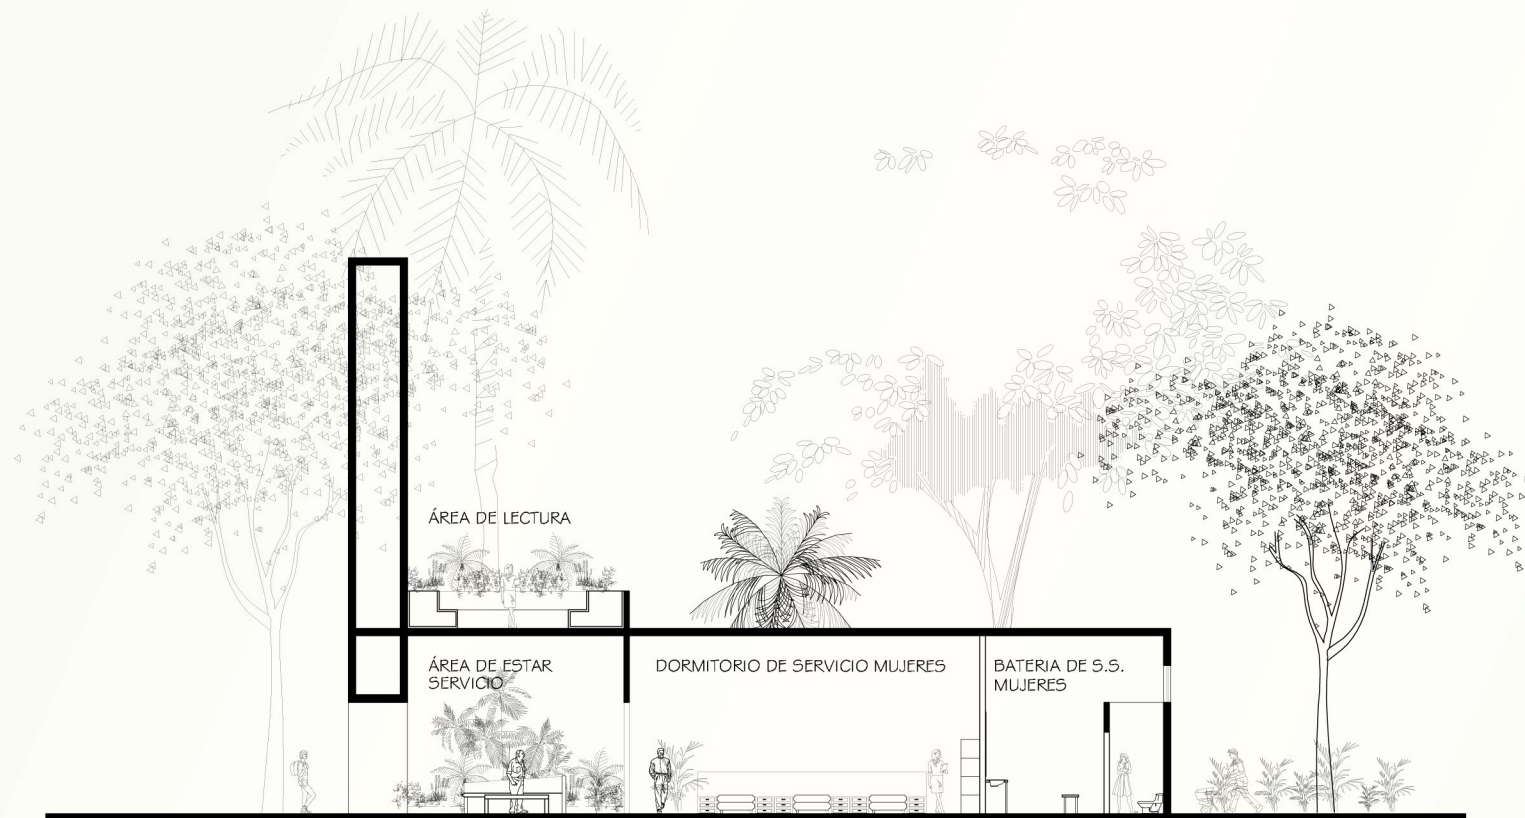 ÁREA DE LECTURA
ÁREA DE ESTAR
SERVICIO
DORMITORIO DE SERVICIO MUJERES
BATERIA DE S.S.
MUJERES